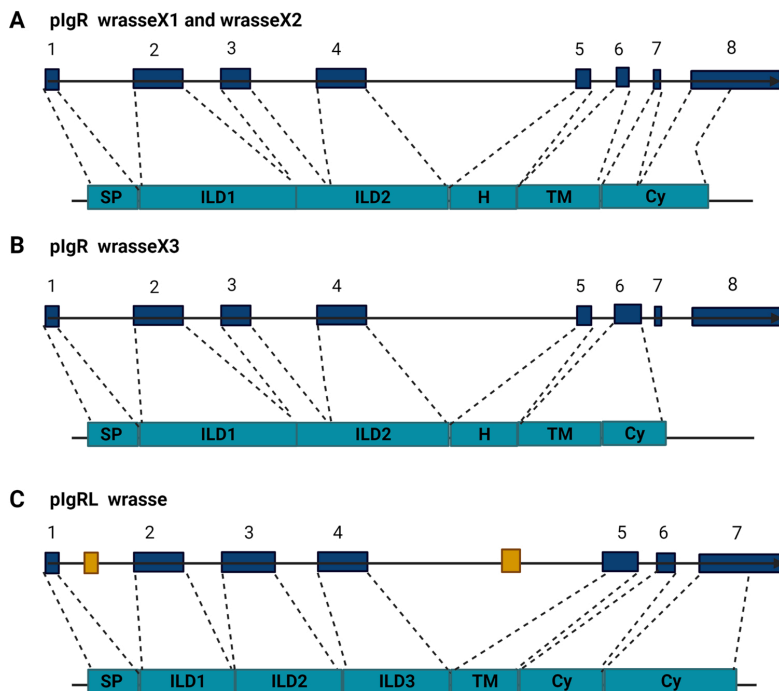 A pIgR wrasseX1 and wrasseX2
1 2 3 4 5 6 7 8
SP ILD1 ILD2 H TM Cy
B pIgR wrasseX3
1 2 3 4 5 6 7 8
SP ILD1 ILD2 H TM Cy
C pIgRL wrasse
1 2 3 4 5 6 7
SP ILD1 ILD2 ILD3 TM Cy Cy